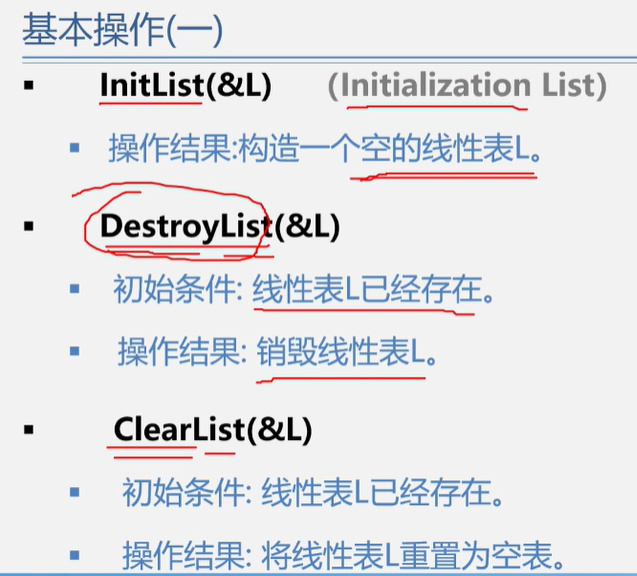 基本操作(一)
InitList(&L) (Initialization List)
操作结果:构造一个空的线性表L。
DestroyList(&L)
初始条件: 线性表L已经存在。
操作结果: 销毁线性表L。
ClearList(&L)
初始条件: 线性表L已经存在。
操作结果: 将线性表L重置为空表。